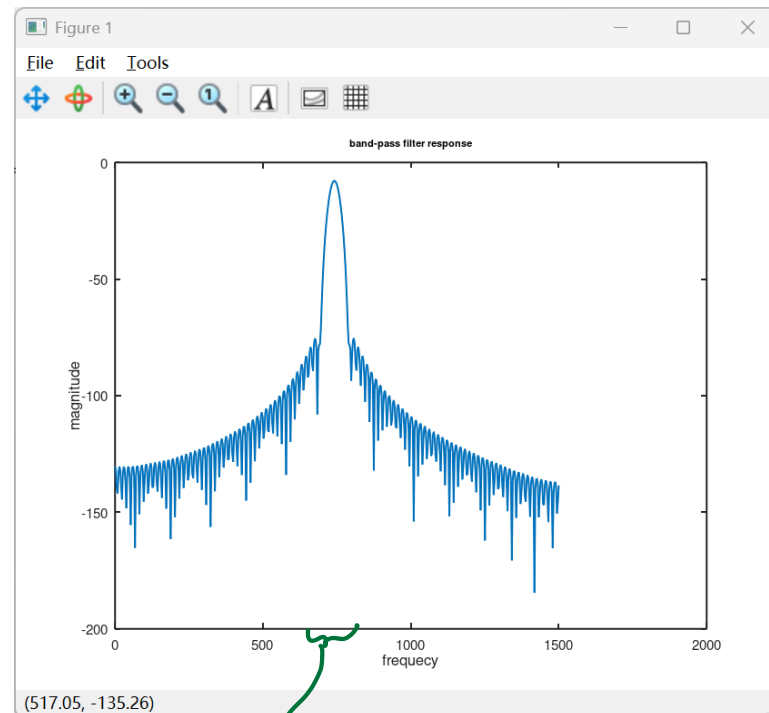 Figure 1
File Edit Tools
1 A
band-pass filter response
0
-50
-100
-150
-200
magnitude
0 500 1000 1500 2000
frequecy
(517.05, -135.26)